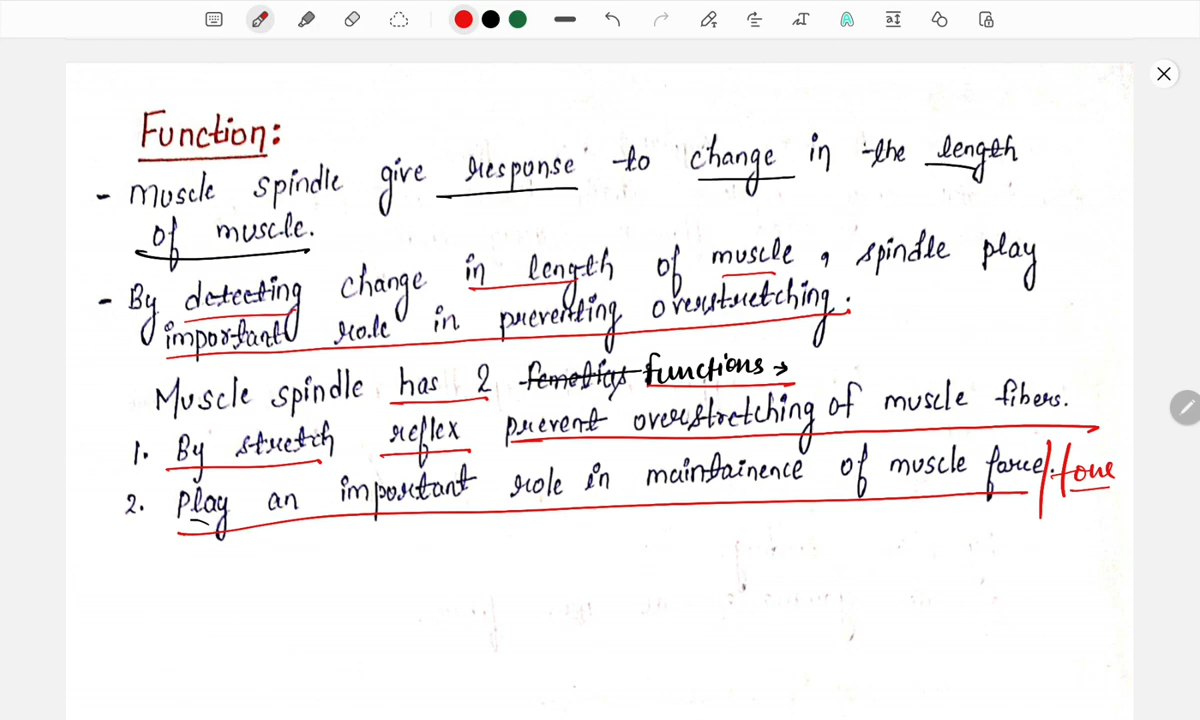 Function:
- Muscle spindle give response to change in the length
of muscle.
- By detecting change in length of muscle, spindle play
important role in preventing overstretching.
Muscle spindle has 2 functions →
1. By stretch reflex prevent overstretching of muscle fibers.
2. Play an important role in maintainence of muscle force./tone